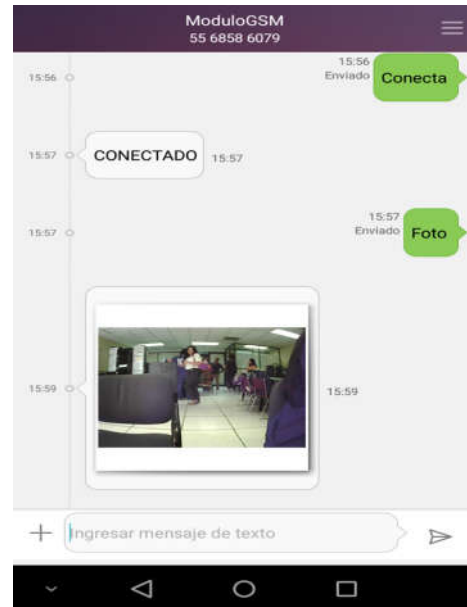 ModuloGSM
55 6858 6079
15:56
15:56
Enviado
Conecta
15:57
CONECTADO
15:57
15:57
15:57
Enviado
Foto
15:59
15:59
Ingresar mensaje de texto